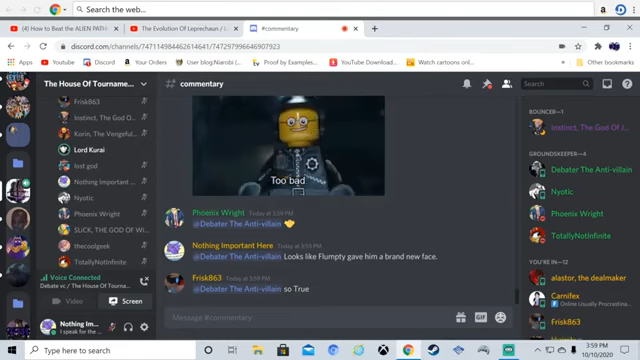 Search the web...
(4) How to Beat the ALIEN PATH
The Evolution Of Leprechaun / L
#commentary
discord.com/channels/747119844626146​41/747297996646907923
Apps
Game
YouTube
User blog:Narobi (
Proof by Examples...
YouTube Download...
Watch cartoons onl...
Other bookmarks
The House Of Tourname...
commentary
Search
Frisk863
Instinct, The God O
Korin, The Vengefu
Lord Kurai
lost god
Nothing Important
Nyotic
Phoenix Wright
SLUCK, THE GOD OF WI
thecoolgeek
TotallyNotInfinite
Voice Connected
Debate vc / The House Of Tourna
Video
Screen
Nothing Im...
I speak for the
Too bad
Phoenix Wright Today at 3:59 PM
@Debater The Anti-villain
Nothing Important Here Today at 3:59 PM
@Debater The Anti-villain Looks like Flumpty gave him a brand new face.
Frisk863 Today at 3:59 PM
@Debater The Anti-villain so True
Message #commentary
GIF
BOUNCER—1
Instinct, The God Of J
GROUNDSKEEPER—4
Debater The Anti-villain
Nyotic
Phoenix Wright
TotallyNotInfinite
YOU'RE IN—12
alastor, the dealmaker
Carnifex
Online Usually Procrastina
Frisk863
Type here to search
3:59 PM
10/10/2020